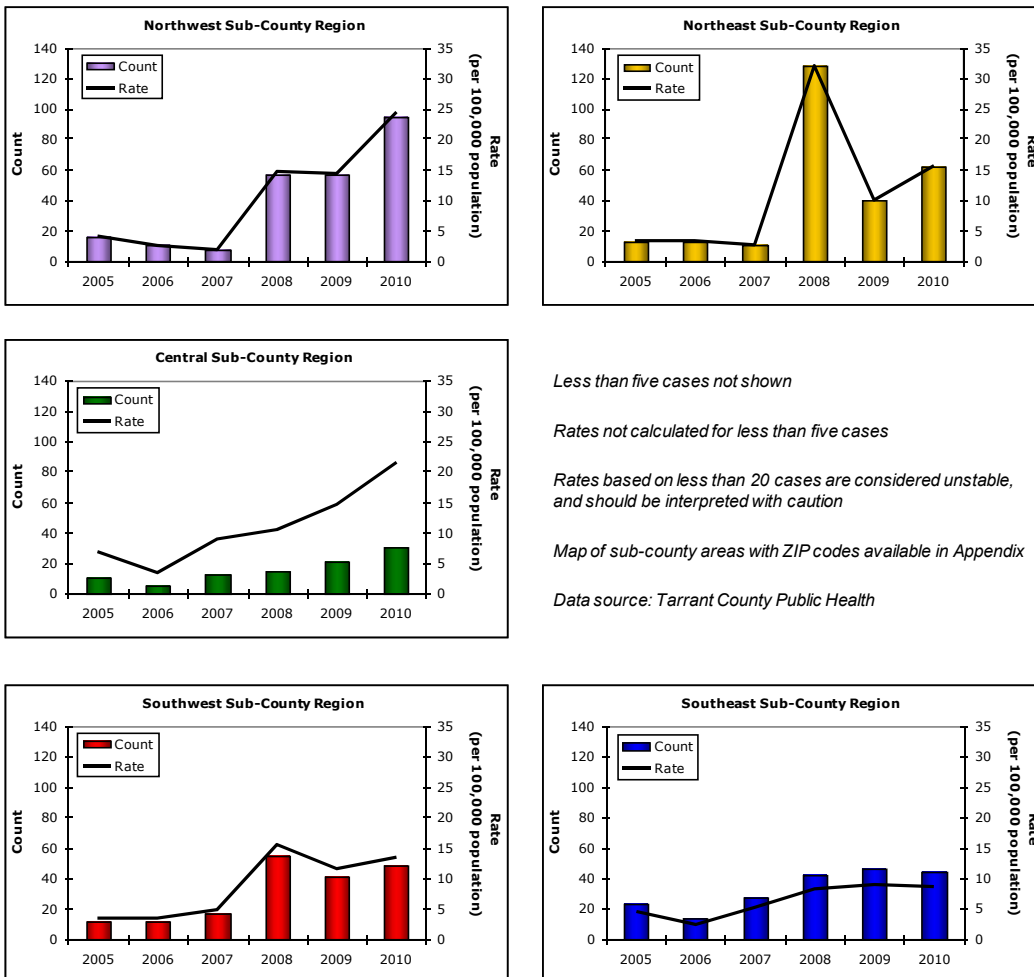 Northwest Sub-County Region
140
120
100
80
60
40
20
0
Count
Count
Rate
35
30
25
20
15
10
5
0
Rate
(per 100,000 population)
2005 2006 2007 2008 2009 2010
Northeast Sub-County Region
140
120
100
80
60
40
20
0
Count
Count
Rate
35
30
25
20
15
10
5
0
Rate
(per 100,000 population)
2005 2006 2007 2008 2009 2010
Central Sub-County Region
140
120
100
80
60
40
20
0
Count
Count
Rate
35
30
25
20
15
10
5
0
Rate
(per 100,000 population)
2005 2006 2007 2008 2009 2010
Less than five cases not shown
Rates not calculated for less than five cases
Rates based on less than 20 cases are considered unstable,
and should be interpreted with caution
Map of sub-county areas with ZIP codes available in Appendix
Data source: Tarrant County Public Health
Southwest Sub-County Region
140
120
100
80
60
40
20
0
Count
Count
Rate
35
30
25
20
15
10
5
0
Rate
(per 100,000 population)
2005 2006 2007 2008 2009 2010
Southeast Sub-County Region
140
120
100
80
60
40
20
0
Count
Count
Rate
35
30
25
20
15
10
5
0
Rate
(per 100,000 population)
2005 2006 2007 2008 2009 2010